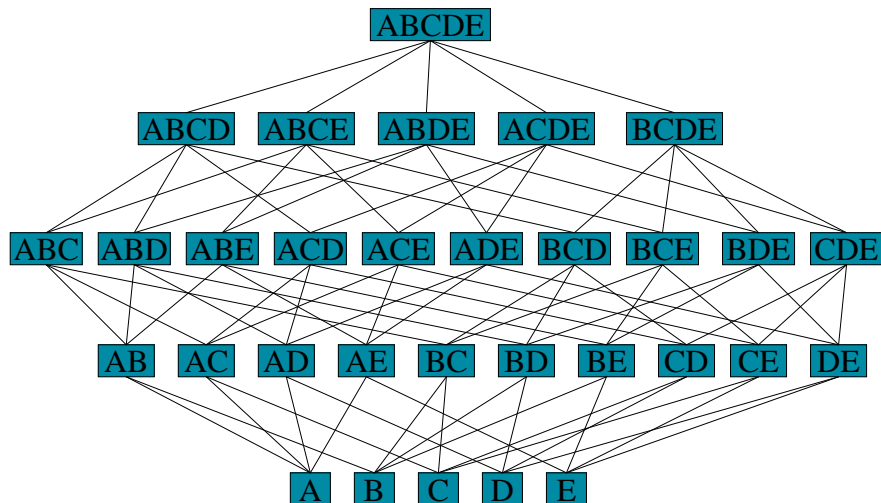 ABCDE
ABCD ABCE ABDE ACDE BCDE
ABC ABD ABE ACD ACE ADE BCD BCE BDE CDE
AB AC AD AE BC BD BE CD CE DE
A B C D E